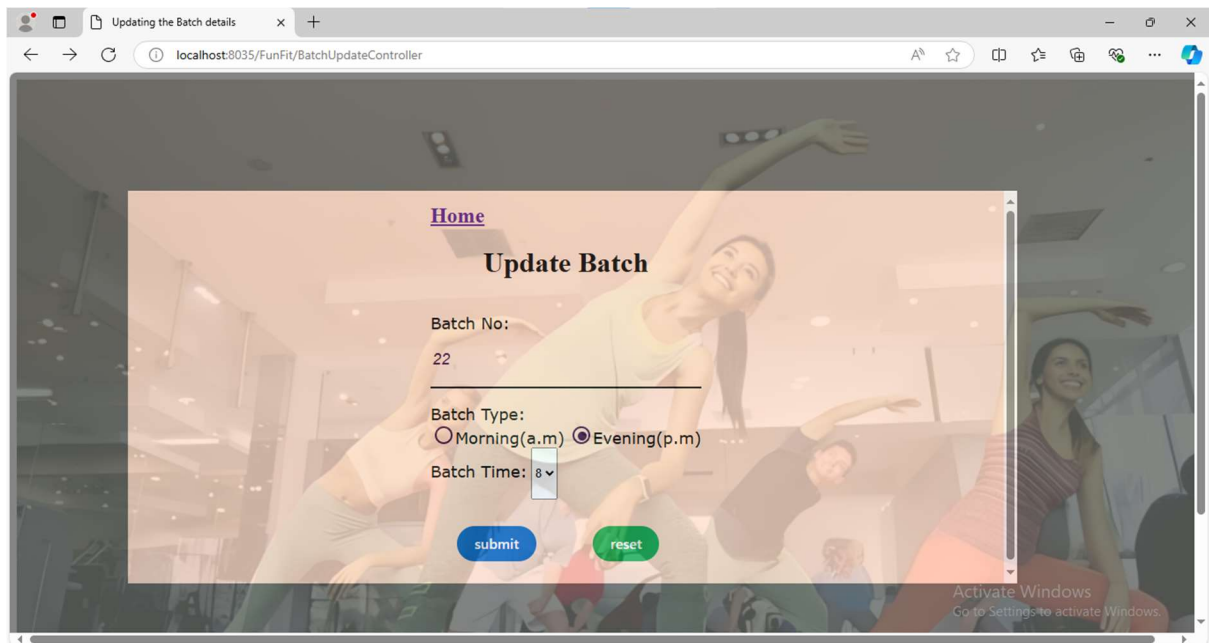 Updating the Batch details
localhost:8035/FunFit/BatchUpdateController
Home
Update Batch
Batch No:
22
Batch Type:
Morning(a.m) Evening(p.m)
Batch Time: 8
submit reset
Activate Windows
Go to Settings to activate Windows.